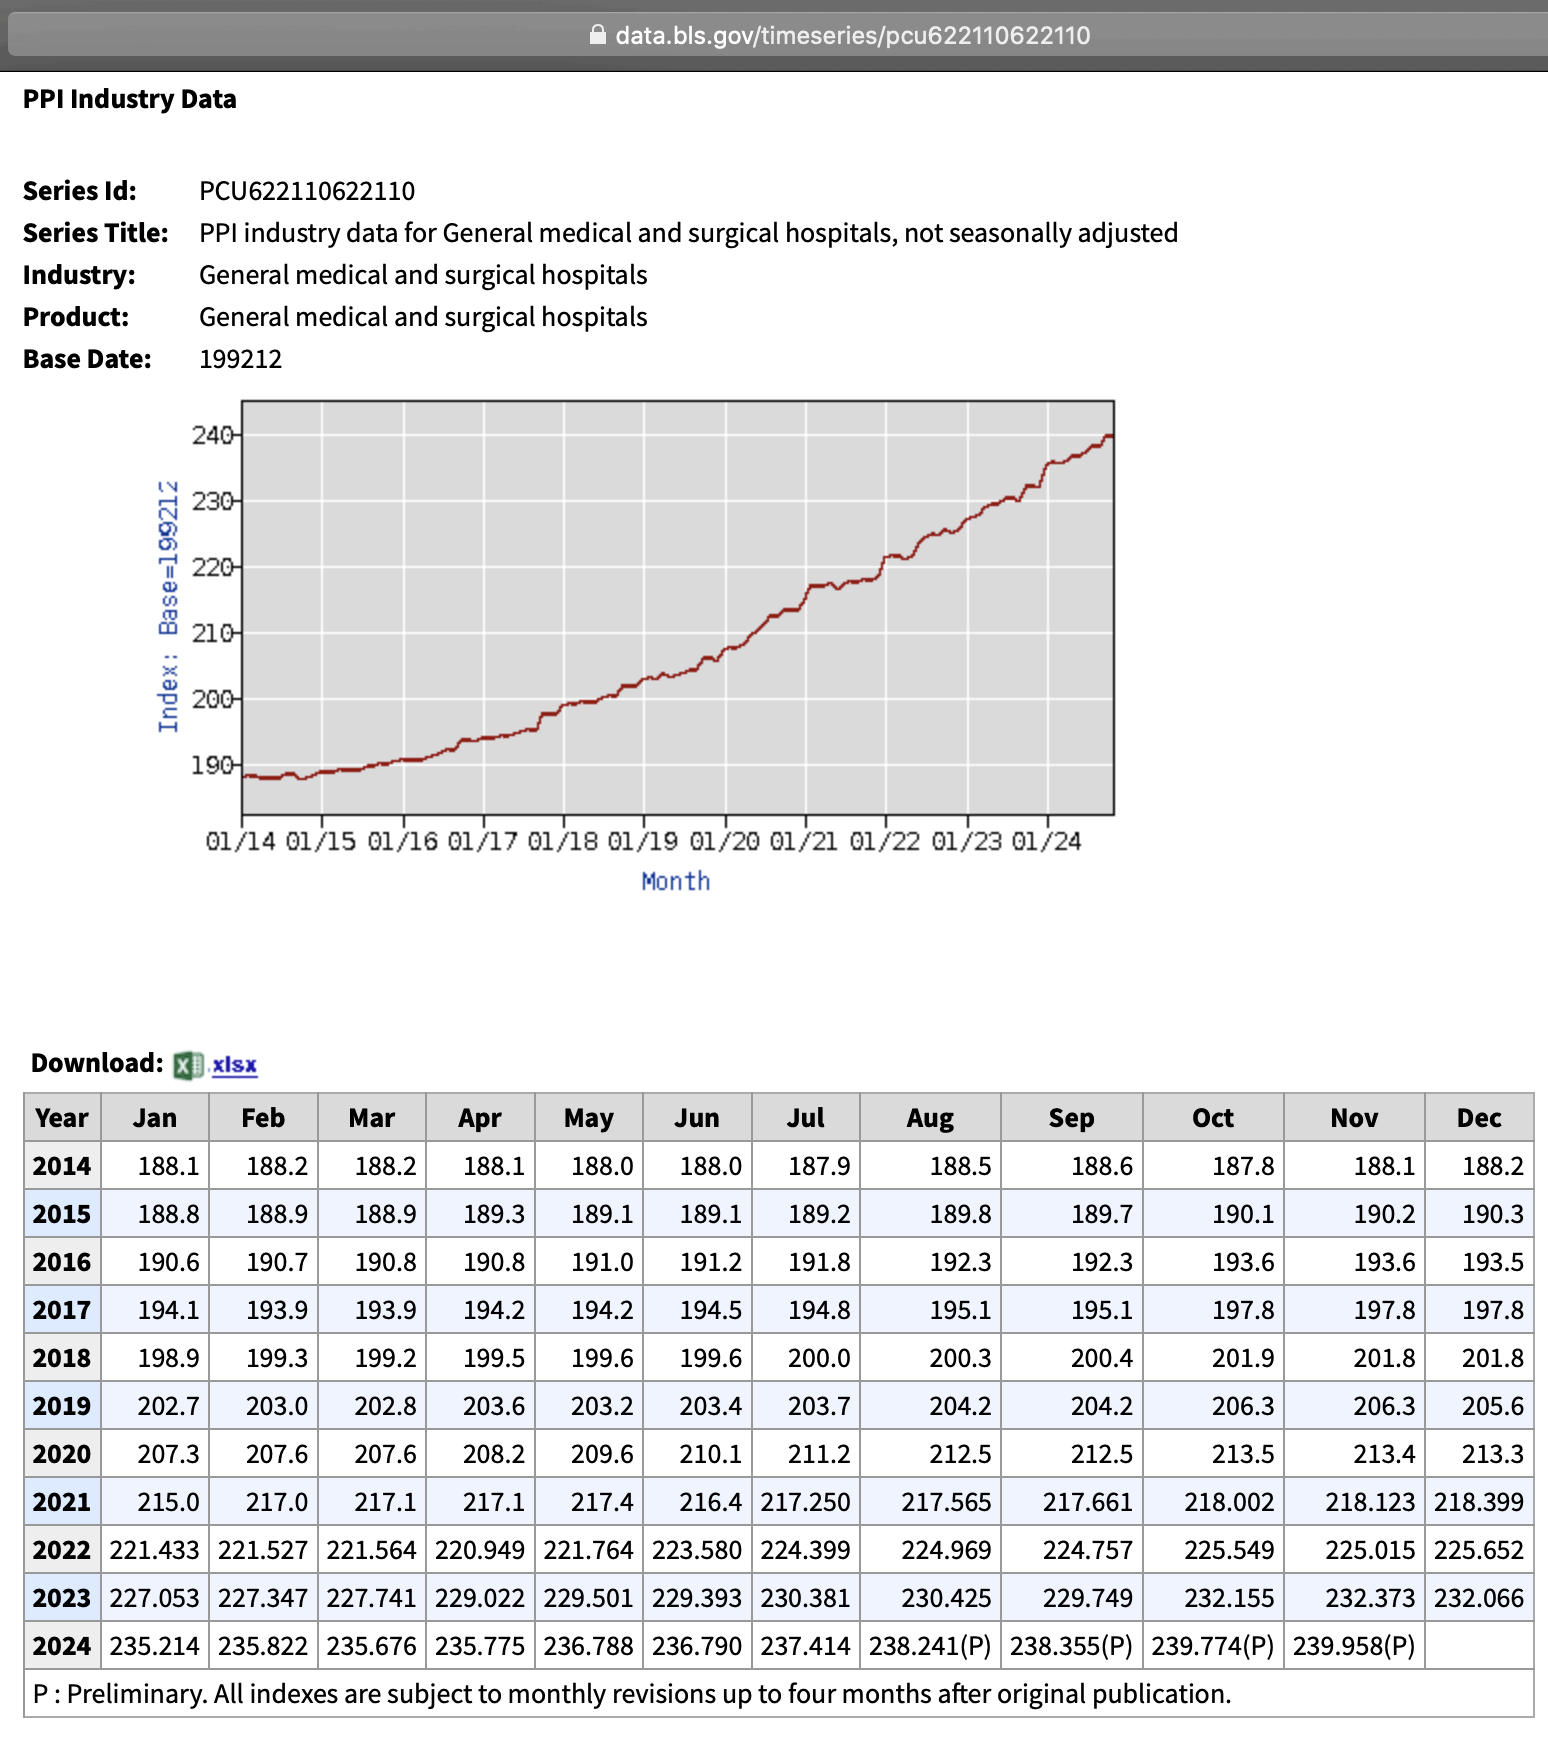 data.bls.gov/timeseries/pcu622110622110
PPI Industry Data
Series Id: PCU622110622110
Series Title: PPI industry data for General medical and surgical hospitals, not seasonally adjusted
Industry: General medical and surgical hospitals
Product: General medical and surgical hospitals
Base Date: 199212
Index: Base=199212
240
230
220
210
200
190
01/14 01/15 01/16 01/17 01/18 01/19 01/20 01/21 01/22 01/23 01/24
Month
Download: .xlsx
Year Jan Feb Mar Apr May Jun Jul Aug Sep Oct Nov Dec
2014 188.1 188.2 188.2 188.1 188.0 188.0 187.9 188.5 188.6 187.8 188.1 188.2
2015 188.8 188.9 188.9 189.3 189.1 189.1 189.2 189.8 189.7 190.1 190.2 190.3
2016 190.6 190.7 190.8 190.8 191.0 191.2 191.8 192.3 192.3 193.6 193.6 193.5
2017 194.1 193.9 193.9 194.2 194.2 194.5 194.8 195.1 195.1 197.8 197.8 197.8
2018 198.9 199.3 199.2 199.5 199.6 199.6 200.0 200.3 200.4 201.9 201.8 201.8
2019 202.7 203.0 202.8 203.6 203.2 203.4 203.7 204.2 204.2 206.3 206.3 205.6
2020 207.3 207.6 207.6 208.2 209.6 210.1 211.2 212.5 212.5 213.5 213.4 213.3
2021 215.0 217.0 217.1 217.1 217.4 216.4 217.250 217.565 217.661 218.002 218.123 218.399
2022 221.433 221.527 221.564 220.949 221.764 223.580 224.399 224.969 224.757 225.549 225.015 225.652
2023 227.053 227.347 227.741 229.022 229.501 229.393 230.381 230.425 229.749 232.155 232.373 232.066
2024 235.214 235.822 235.676 235.775 236.788 236.790 237.414 238.241(P) 238.355(P) 239.774(P) 239.958(P)
P : Preliminary. All indexes are subject to monthly revisions up to four months after original publication.